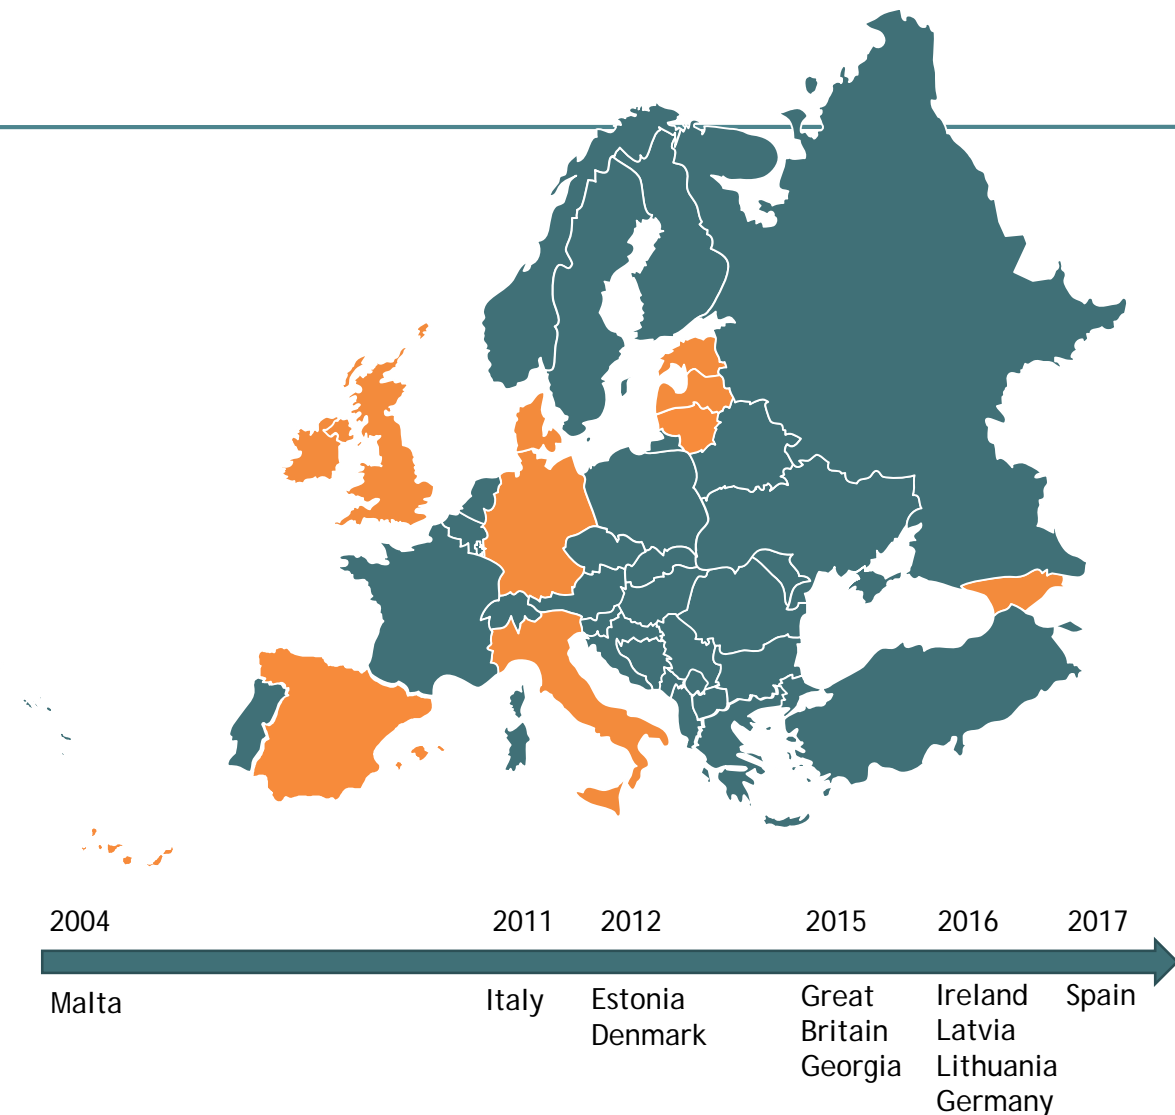 2004
2011
2012
2015
2016
2017
Malta
Italy
Estonia
Denmark
Great
Britain
Georgia
Ireland
Latvia
Lithuania
Germany
Spain